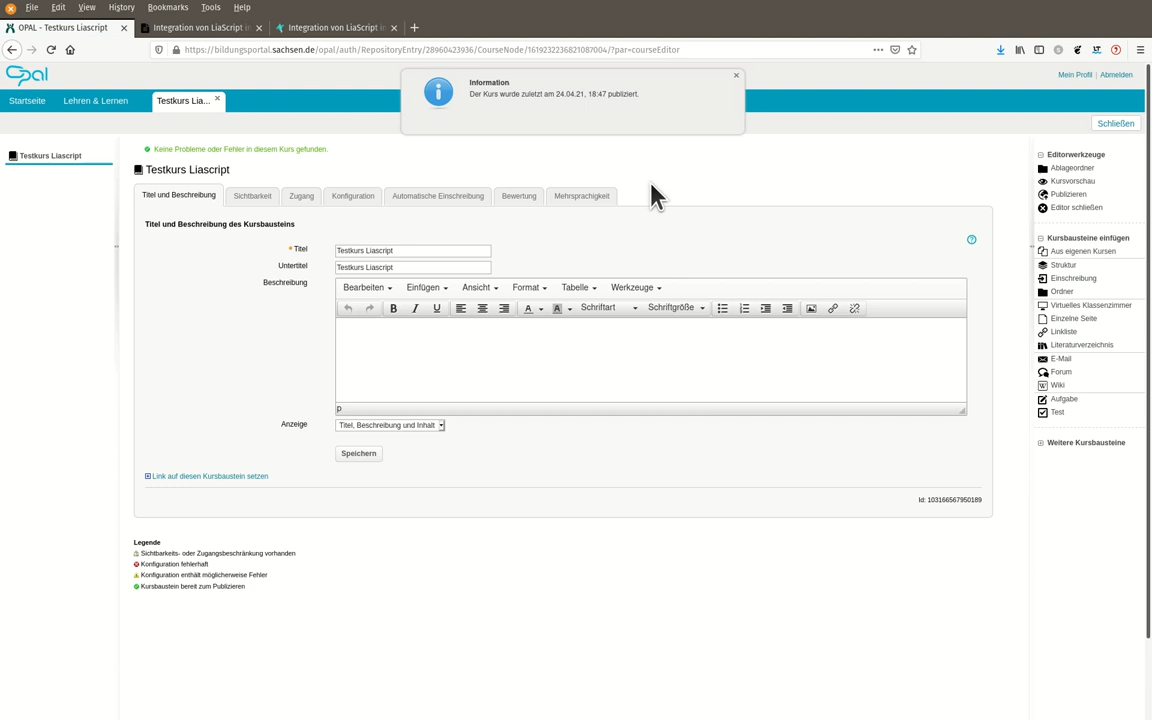 File Edit View History Bookmarks Tools Help
OPAL - Testkurs Liascript
Integration von LiaScript in
Integration von LiaScript in
https://bildungsportal.sachsen.de/opal/auth/RepositoryEntry/28960423936/CourseNode/1619232236821087004/?par=courseEditor
Opal
Mein Profil | Abmelden
Startseite Lehren & Lernen Testkurs Lia...
Information
Der Kurs wurde zuletzt am 24.04.21, 18:47 publiziert.
Schließen
Testkurs Liascript
Keine Probleme oder Fehler in diesem Kurs gefunden.
Testkurs Liascript
Titel und Beschreibung Sichtbarkeit Zugang Konfiguration Automatische Einschreibung Bewertung Mehrsprachigkeit
Titel und Beschreibung des Kursbausteins
* Titel Testkurs Liascript
Untertitel Testkurs Liascript
Beschreibung
Bearbeiten Einfügen Ansicht Format Tabelle Werkzeuge
B I U A A Schriftart Schriftgröße
p
Anzeige Titel, Beschreibung und Inhalt
Speichern
Link auf diesen Kursbaustein setzen
Id: 103166567950189
Legende
Sichtbarkeits- oder Zugangsbeschränkung vorhanden
Konfiguration fehlerhaft
Konfiguration enthält möglicherweise Fehler
Kursbaustein bereit zum Publizieren
Editorwerkzeuge
Ablageordner
Kursvorschau
Publizieren
Editor schließen
Kursbausteine einfügen
Aus eigenen Kursen
Struktur
Einschreibung
Ordner
Virtuelles Klassenzimmer
Einzelne Seite
Linkliste
Literaturverzeichnis
E-Mail
Forum
Wiki
Aufgabe
Test
Weitere Kursbausteine